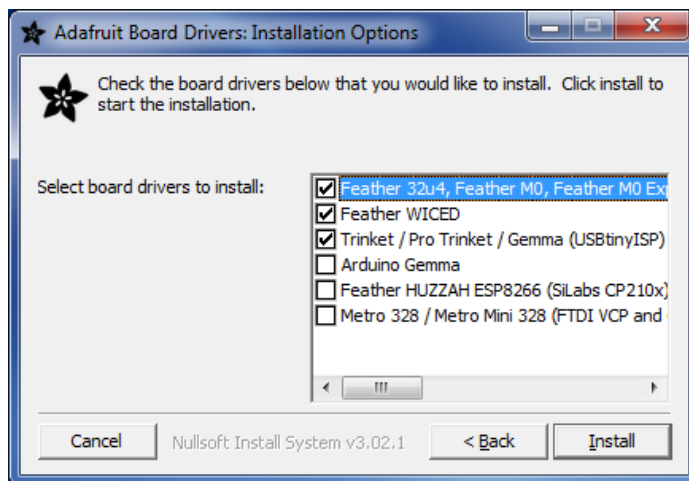 Adafruit Board Drivers: Installation Options
Check the board drivers below that you would like to install. Click install to
start the installation.
Select board drivers to install:
Feather 32u4, Feather M0, Feather M0
Feather WICED
Trinket / Pro Trinket / Gemma (USBtinyISP)
Arduino Gemma
Feather HUZZAH ESP8266 (SiLabs CP210x)
Metro 328 / Metro Mini 328 (FTDI VCP and
Cancel
Nullsoft Install System v3.02.1
< Back
Install